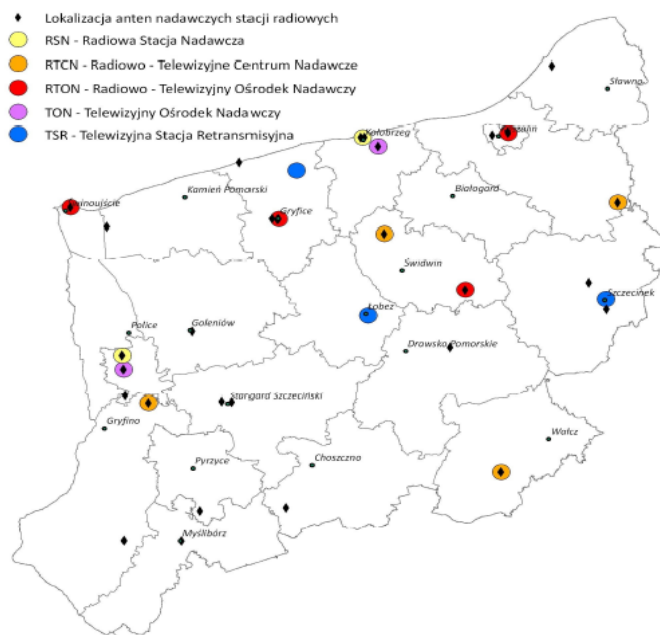 Lokalizacja anten nadawczych stacji radiowych
RSN - Radiowa Stacja Nadawcza
RTCN - Radiowo - Telewizyjne Centrum Nadawcze
RTON - Radiowo - Telewizyjny Ośrodek Nadawczy
TON - Telewizyjny Ośrodek Nadawczy
TSR - Telewizyjna Stacja Retransmisyjna
Sławno
Kołobrzeg
Białogard
Kamień Pomorski
Gryfice
Świdwin
Szczecinek
Łobez
Police
Goleniów
Drawsko Pomorskie
Stargard Szczeciński
Gryfino
Wałcz
Pyrzyce
Choszczno
Myślibórz